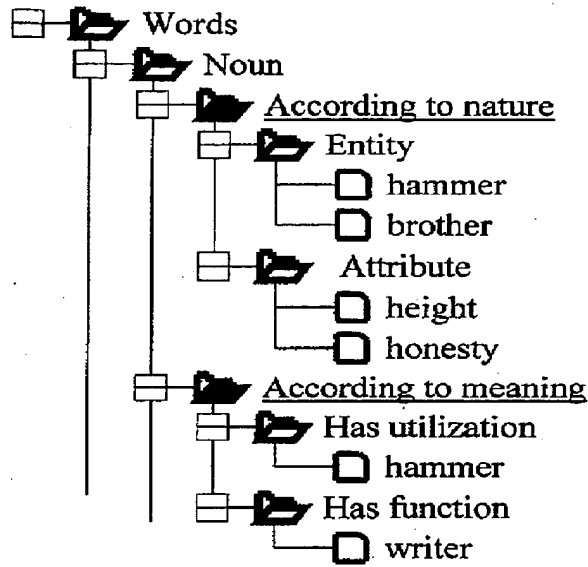 Words
Noun
According to nature
Entity
hammer
brother
Attribute
height
honesty
According to meaning
Has utilization
hammer
Has function
writer